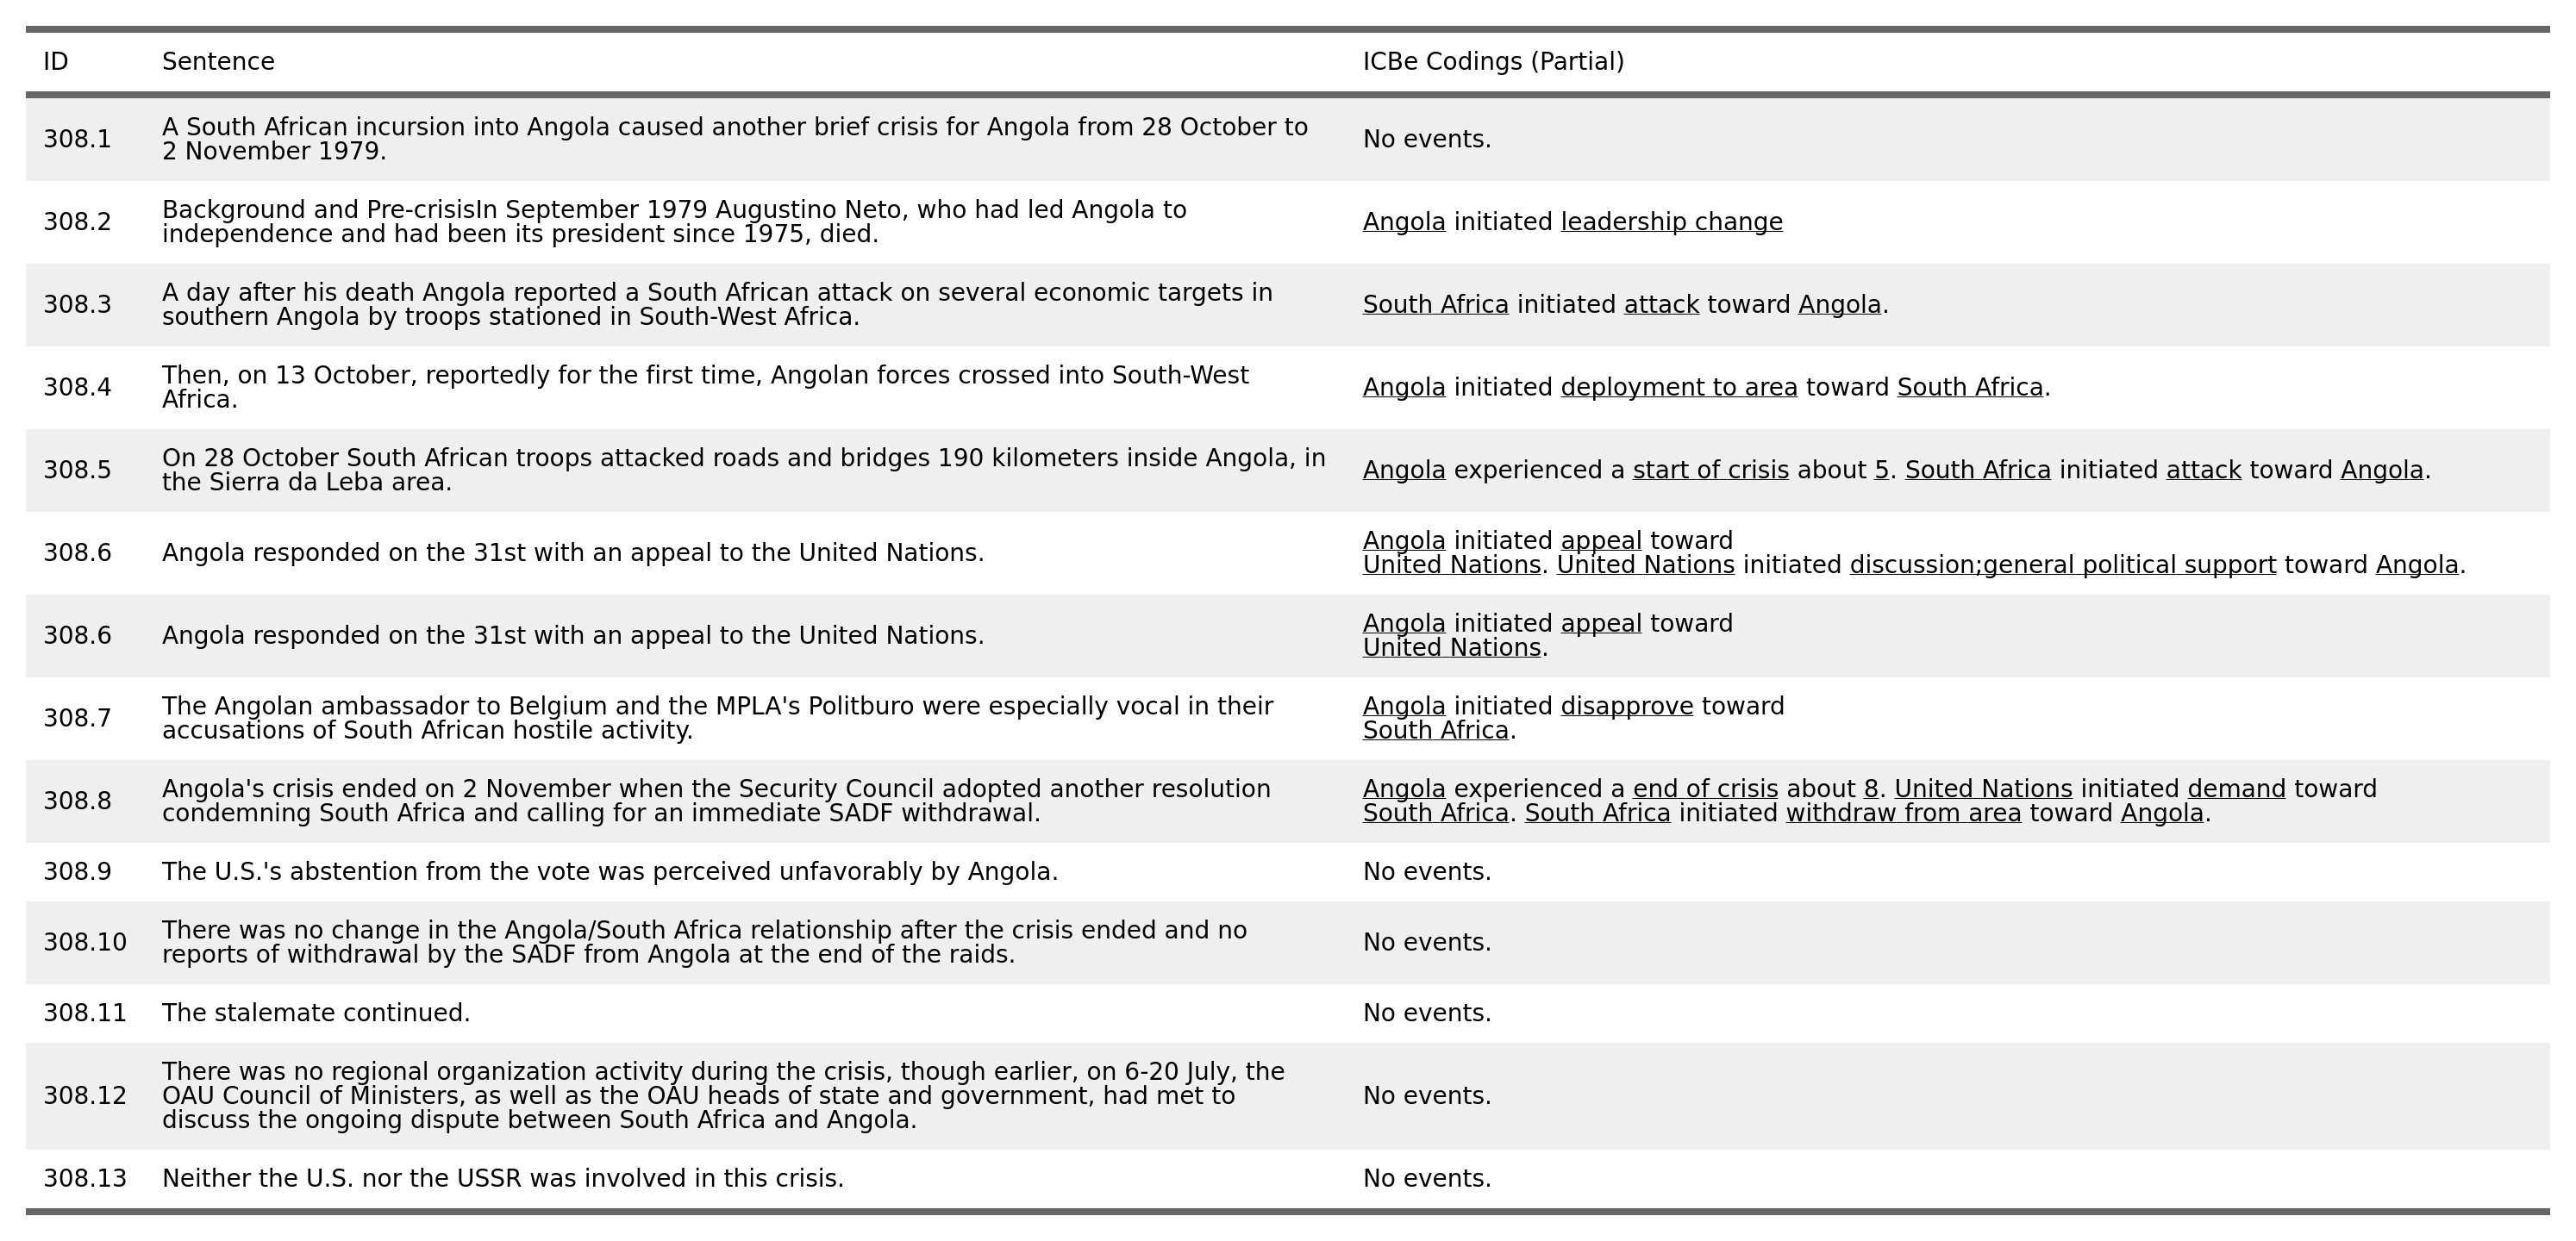 ID Sentence ICBe Codings (Partial)
308.1 A South African incursion into Angola caused another brief crisis for Angola from 28 October to
2 November 1979.
No events.
308.2 Background and Pre-crisisIn September 1979 Augustino Neto, who had led Angola to
independence and had been its president since 1975, died.
Angola initiated leadership change
308.3 A day after his death Angola reported a South African attack on several economic targets in
southern Angola by troops stationed in South-West Africa.
South Africa initiated attack toward Angola.
308.4 Then, on 13 October, reportedly for the first time, Angolan forces crossed into South-West
Africa.
Angola initiated deployment to area toward South Africa.
308.5 On 28 October South African troops attacked roads and bridges 190 kilometers inside Angola, in
the Sierra da Leba area.
Angola experienced a start of crisis about 5. South Africa initiated attack toward Angola.
308.6 Angola responded on the 31st with an appeal to the United Nations.
Angola initiated appeal toward
United Nations. United Nations initiated discussion;general political support toward Angola.
308.6 Angola responded on the 31st with an appeal to the United Nations.
Angola initiated appeal toward
United Nations.
308.7 The Angolan ambassador to Belgium and the MPLA's Politburo were especially vocal in their
accusations of South African hostile activity.
Angola initiated disapprove toward
South Africa.
308.8 Angola's crisis ended on 2 November when the Security Council adopted another resolution
condemning South Africa and calling for an immediate SADF withdrawal.
Angola experienced a end of crisis about 8. United Nations initiated demand toward
South Africa. South Africa initiated withdraw from area toward Angola.
308.9 The U.S.'s abstention from the vote was perceived unfavorably by Angola.
No events.
308.10 There was no change in the Angola/South Africa relationship after the crisis ended and no
reports of withdrawal by the SADF from Angola at the end of the raids.
No events.
308.11 The stalemate continued.
No events.
308.12 There was no regional organization activity during the crisis, though earlier, on 6-20 July, the
OAU Council of Ministers, as well as the OAU heads of state and government, had met to
discuss the ongoing dispute between South Africa and Angola.
No events.
308.13 Neither the U.S. nor the USSR was involved in this crisis.
No events.